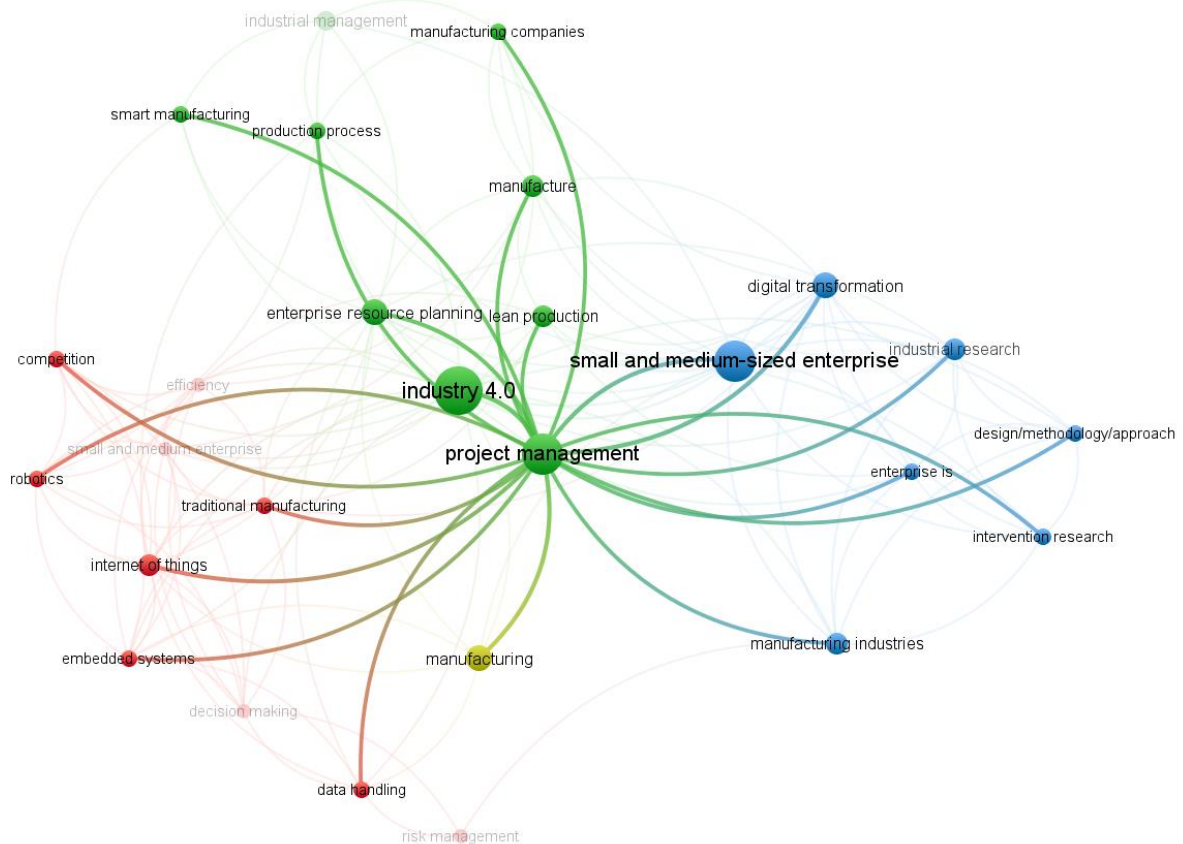 industrial management
manufacturing companies
smart manufacturing
production process
manufacture
digital transformation
enterprise resource planning
lean production
industrial research
competition
small and medium-sized enterprise
efficiency
industry 4.0
design/methodology/approach
small and medium enterprise
project management
enterprise is
robotics
traditional manufacturing
intervention research
internet of things
manufacturing industries
embedded systems
manufacturing
decision making
data handling
risk management